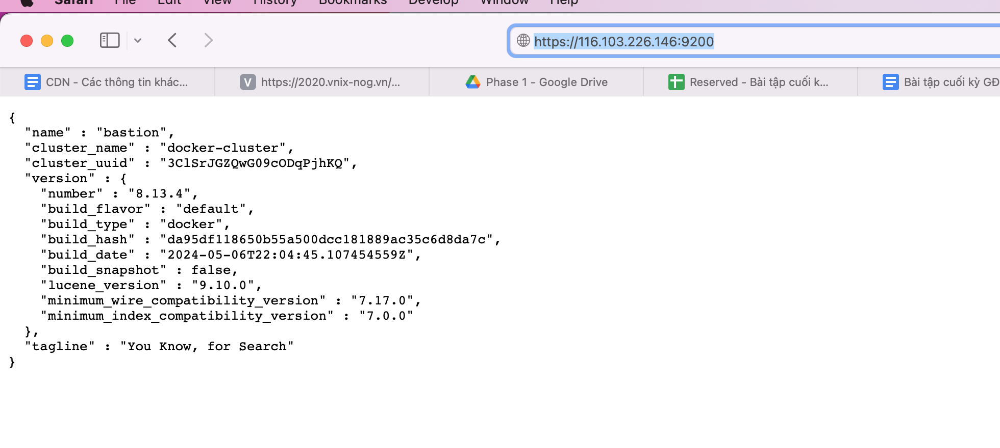 Safari File Edit View History Bookmarks Develop Window Help
https://116.103.226.146:9200
CDN - Các thông tin khác...
V https://2020.vnix-nog.vn/...
Phase 1 - Google Drive
Reserved - Bài tập cuối k...
Bài tập cuối kỳ GĐ
{
"name" : "bastion",
"cluster_name" : "docker-cluster",
"cluster_uuid" : "3ClSrJGZQwG09cODqPjhKQ",
"version" : {
"number" : "8.13.4",
"build_flavor" : "default",
"build_type" : "docker",
"build_hash" : "da95df118650b55a500dcc181889ac35c6d8da7c",
"build_date" : "2024-05-06T22:04:45.107454559Z",
"build_snapshot" : false,
"lucene_version" : "9.10.0",
"minimum_wire_compatibility_version" : "7.17.0",
"minimum_index_compatibility_version" : "7.0.0"
},
"tagline" : "You Know, for Search"
}